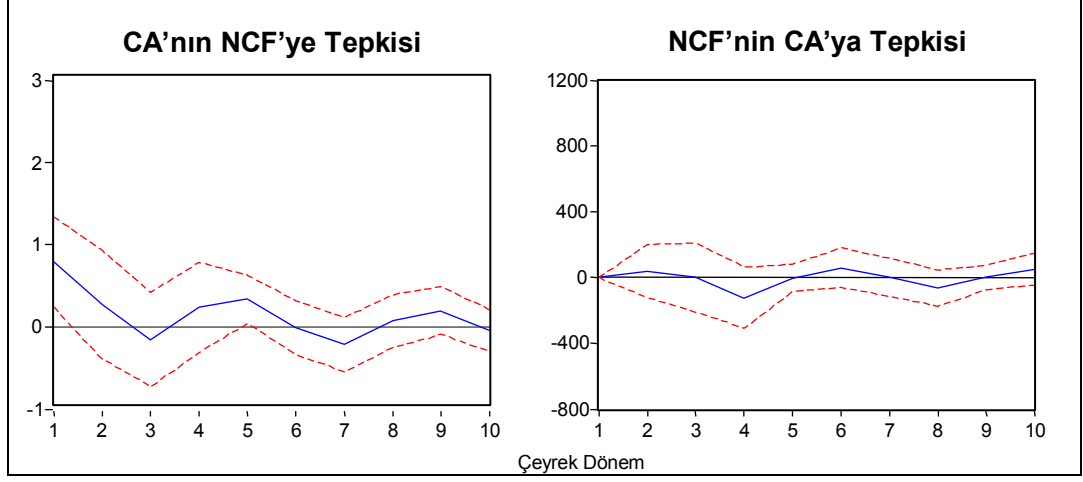 CA’nın NCF’ye Tepkisi
3
2
1
0
-1
1 2 3 4 5 6 7 8 9 10
NCF’nin CA’ya Tepkisi
1200
800
400
0
-400
-800
1 2 3 4 5 6 7 8 9 10
Çeyrek Dönem